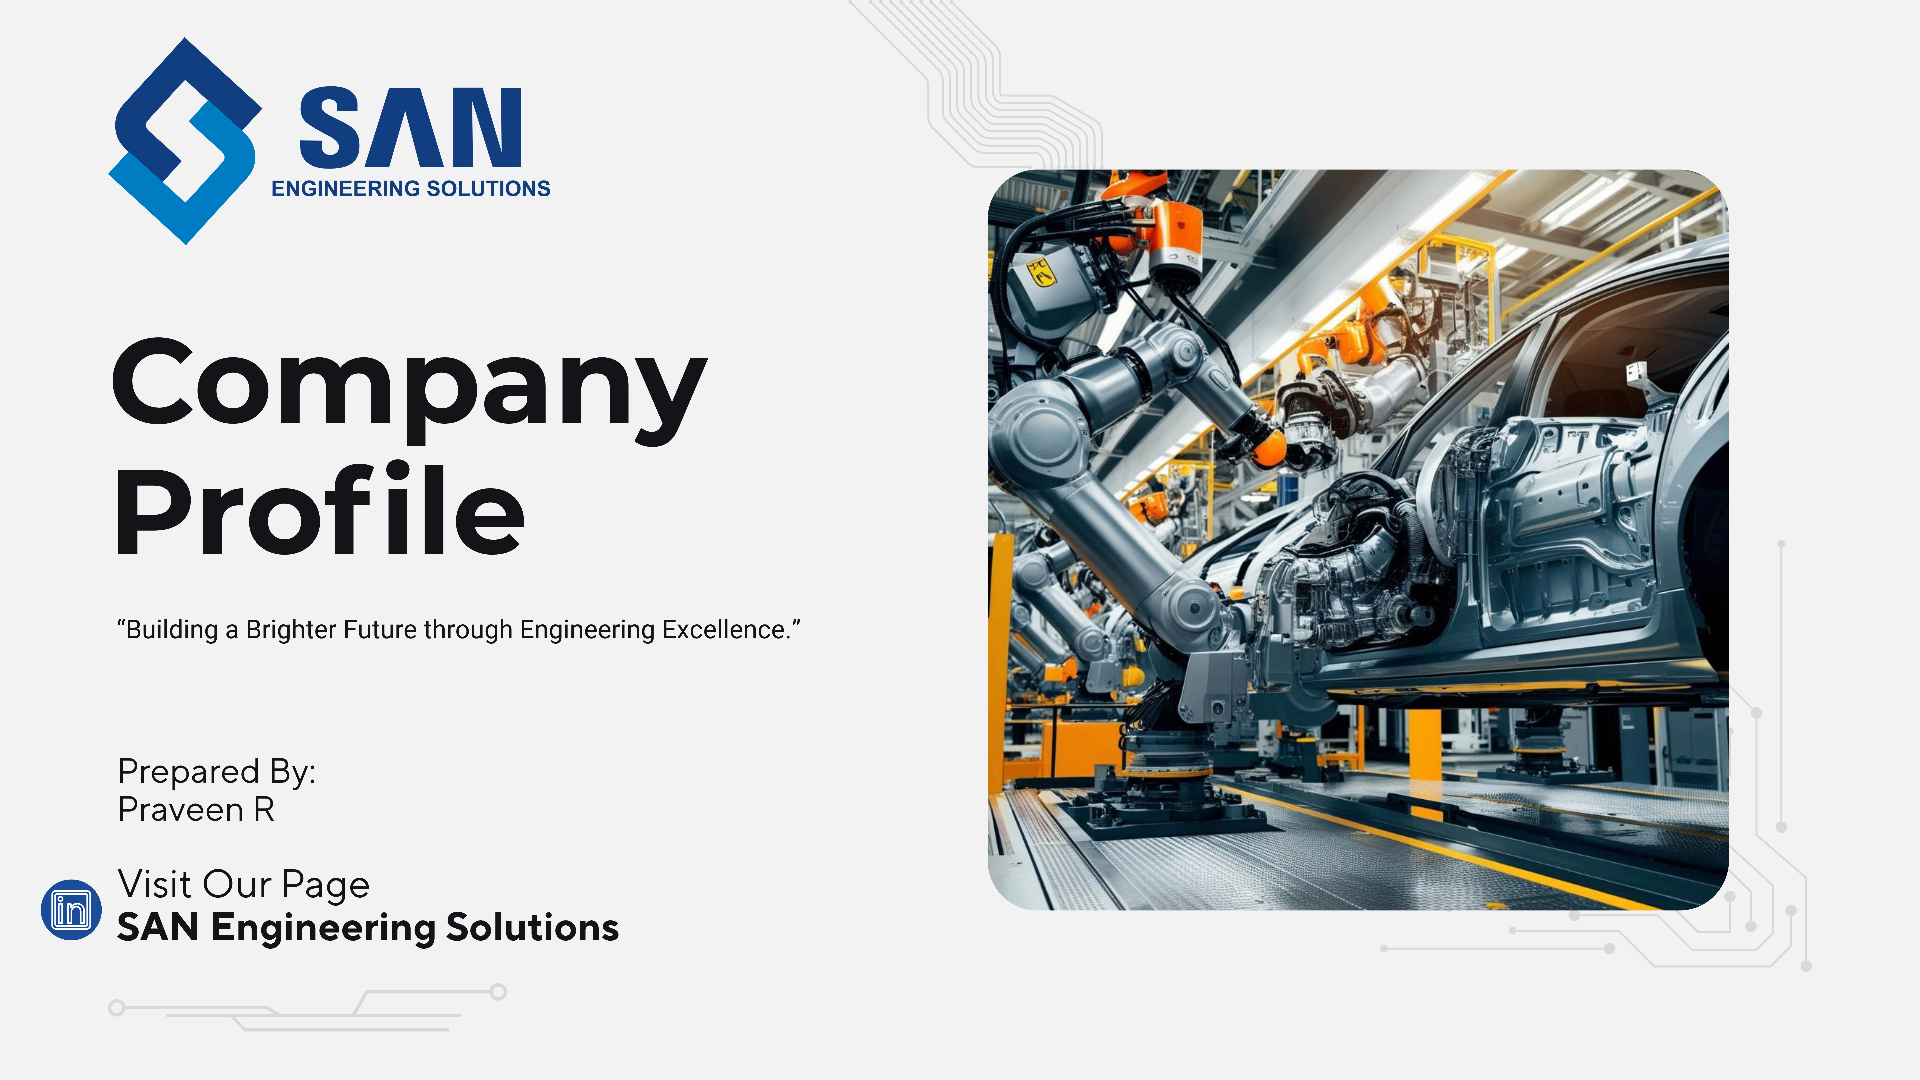 SAN
ENGINEERING SOLUTIONS
Company
Profile
“Building a Brighter Future through Engineering Excellence.”
Prepared By:
Praveen R
Visit Our Page
in
SAN Engineering Solutions